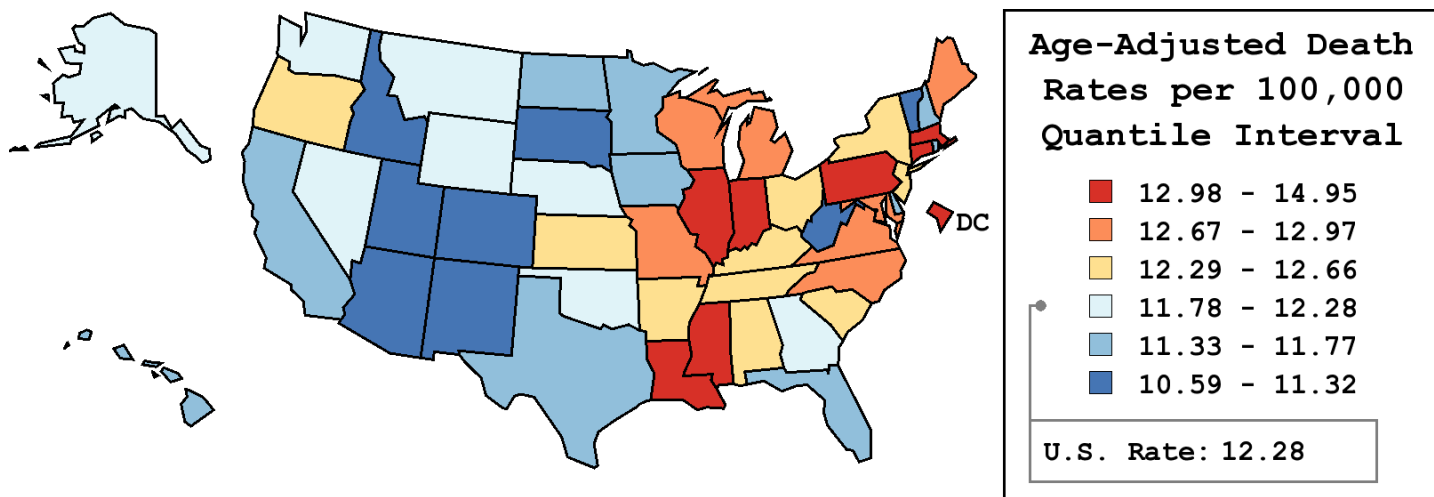 Age-Adjusted Death
Rates per 100,000
Quantile Interval
12.98 - 14.95
12.67 - 12.97
12.29 - 12.66
11.78 - 12.28
11.33 - 11.77
10.59 - 11.32
U.S. Rate: 12.28
DC